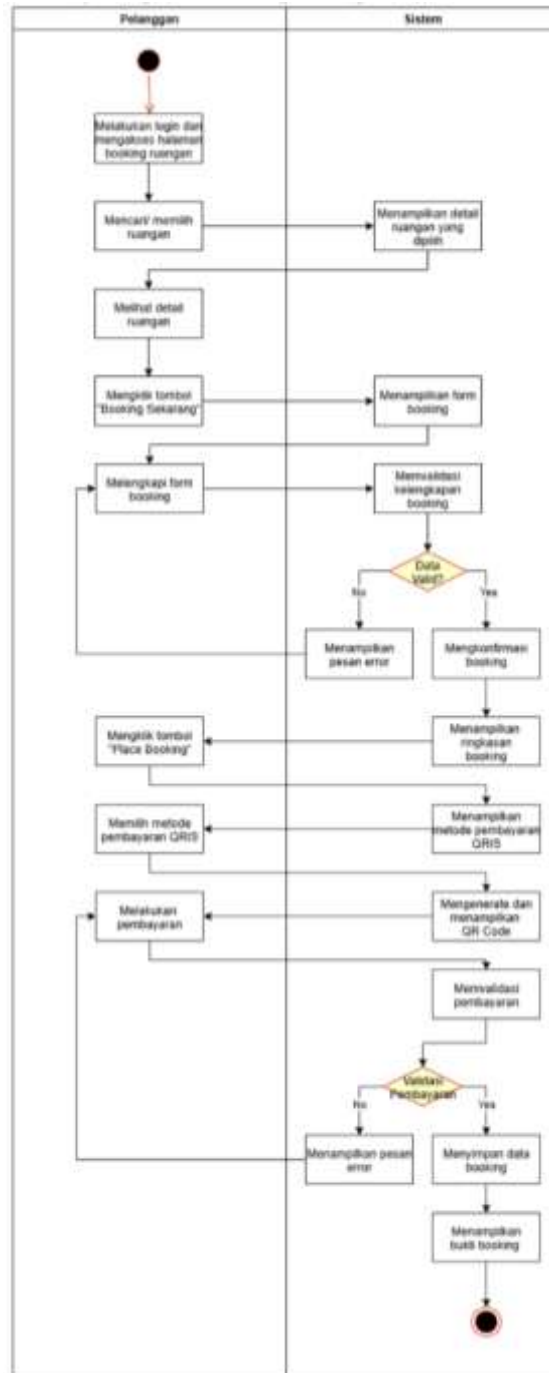 Pelanggan
Sistem
Melakukan login dan
mengakses halaman
booking ruangan
Mencari/ memilih
ruangan
Menampilkan detail
ruangan yang
dipilih
Melihat detail
ruangan
Mengklik tombol
"Booking Sekarang"
Menampilkan form
booking
Melengkapi form
booking
Memvalidasi
kelengkapan
booking
Data
Valid?
No
Yes
Menampilkan
pesan error
Mengkonfirmasi
booking
Mengklik tombol
"Place Booking"
Menampilkan
ringkasan
booking
Memilih metode
pembayaran QRIS
Menampilkan
metode pembayaran
QRIS
Melakukan
pembayaran
Mengenerate dan
menampilkan
QR Code
Memvalidasi
pembayaran
Validasi
Pembayaran
No
Yes
Menampilkan pesan
error
Menyimpan data
booking
Menampilkan
bukti booking